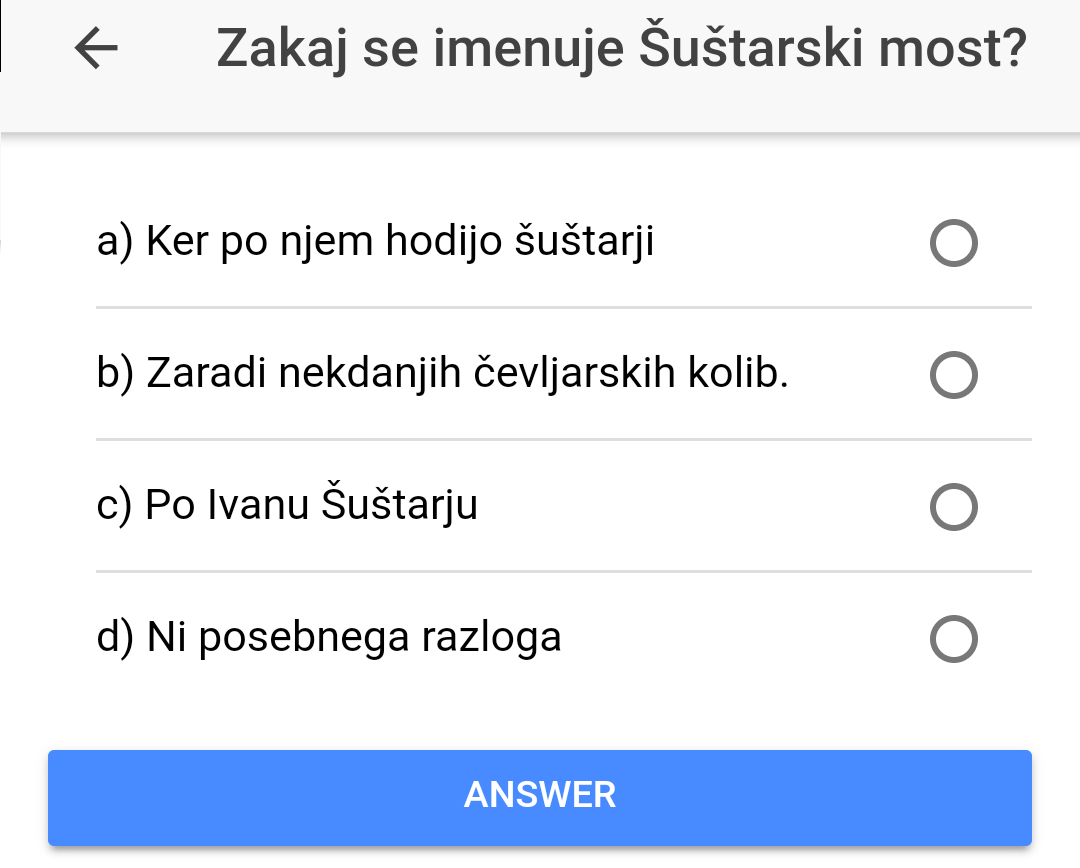 Zakaj se imenuje Šuštarski most?
a) Ker po njem hodijo šuštarji
b) Zaradi nekdanjih čevljarskih kolib.
c) Po Ivanu Šuštarju
d) Ni posebnega razloga
ANSWER